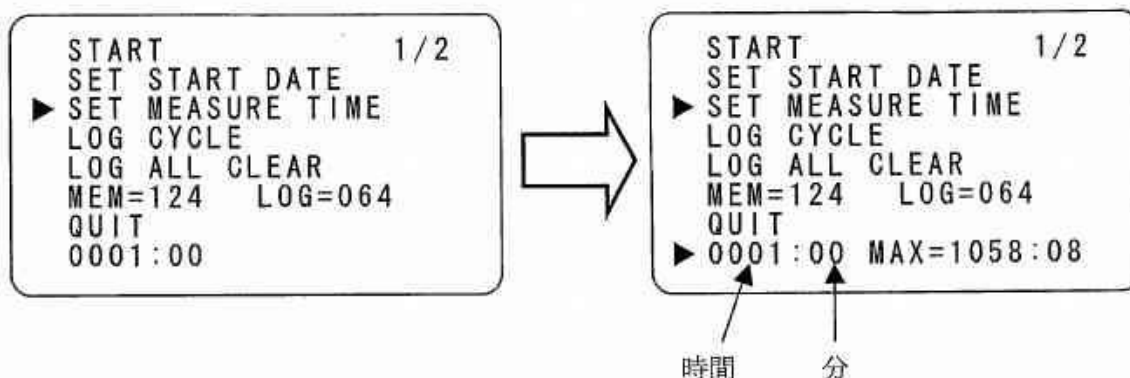 START 1/2
SET START DATE
▶ SET MEASURE TIME
LOG CYCLE
LOG ALL CLEAR
MEM=124 LOG=064
QUIT
0001:00
START 1/2
SET START DATE
▶ SET MEASURE TIME
LOG CYCLE
LOG ALL CLEAR
MEM=124 LOG=064
QUIT
▶ 0001:00 MAX=1058:08
時間 分